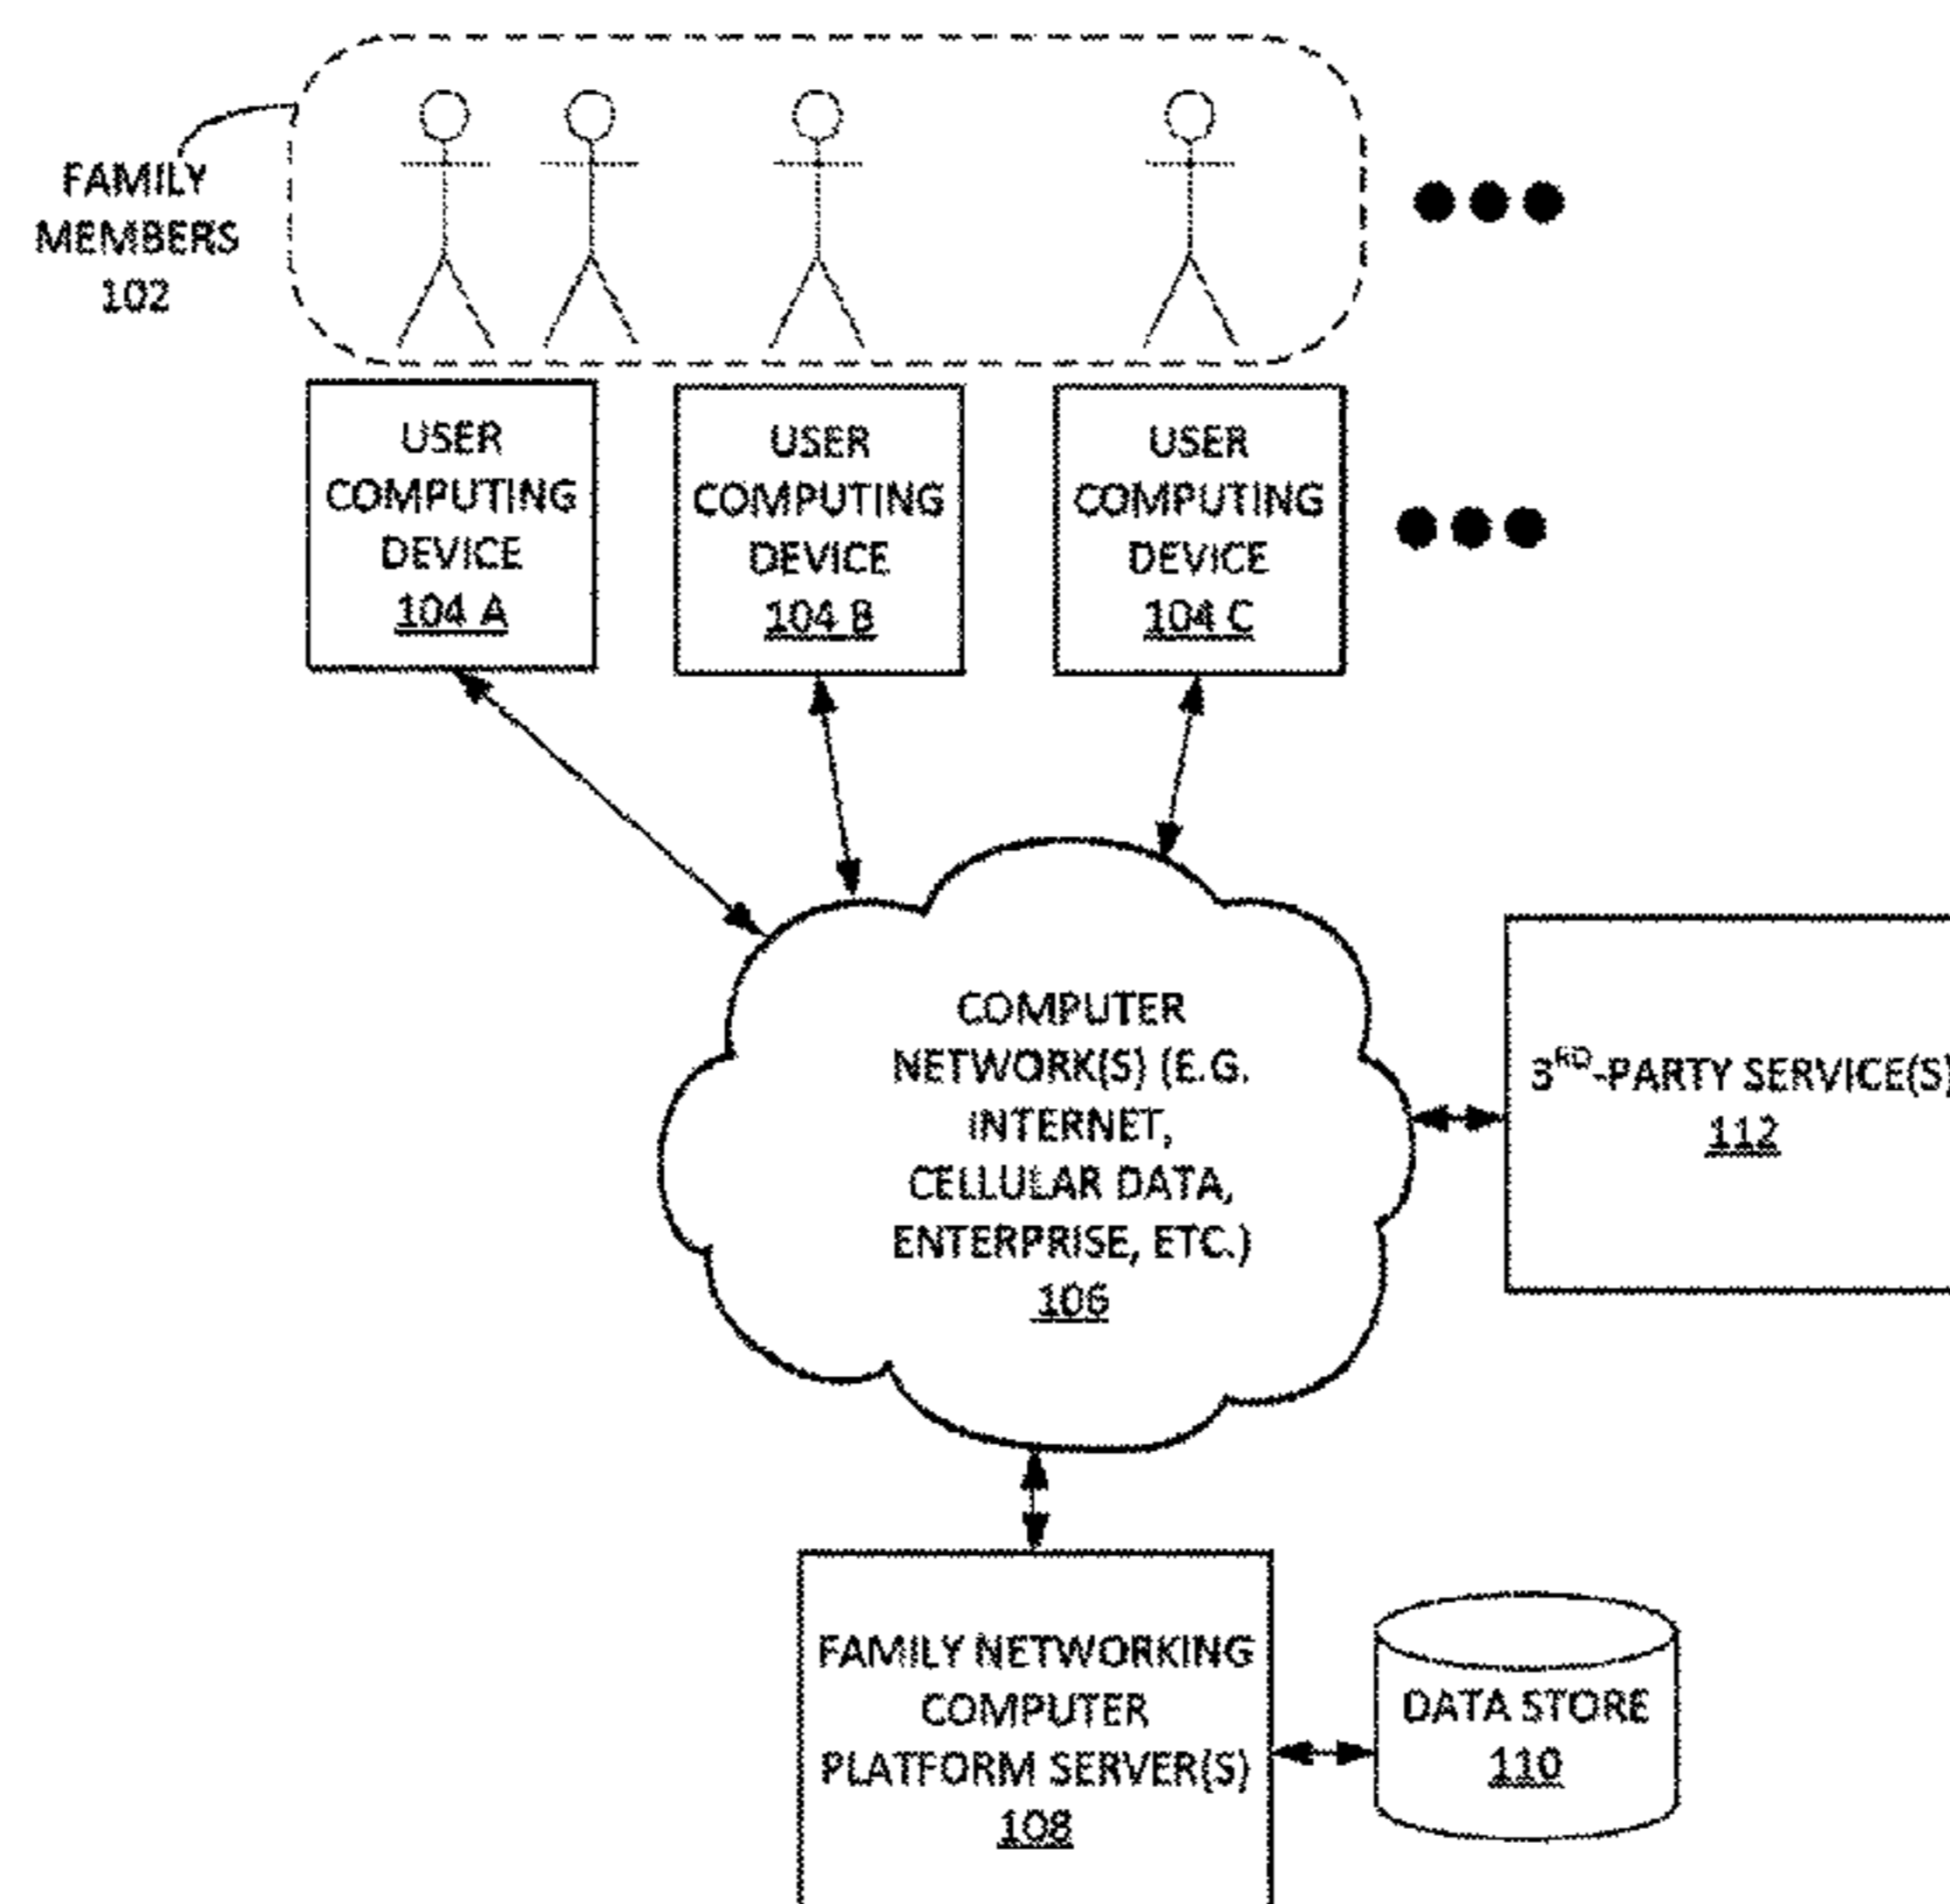 FAMILY
MEMBERS
102
USER
COMPUTING
DEVICE
104 A
USER
COMPUTING
DEVICE
104 B
USER
COMPUTING
DEVICE
104 C
COMPUTER
NETWORK(S) (E.G.
INTERNET,
CELLULAR DATA,
ENTERPRISE, ETC.)
106
3RD-PARTY SERVICE(S)
112
FAMILY NETWORKING
COMPUTER
PLATFORM SERVER(S)
108
DATA STORE
110